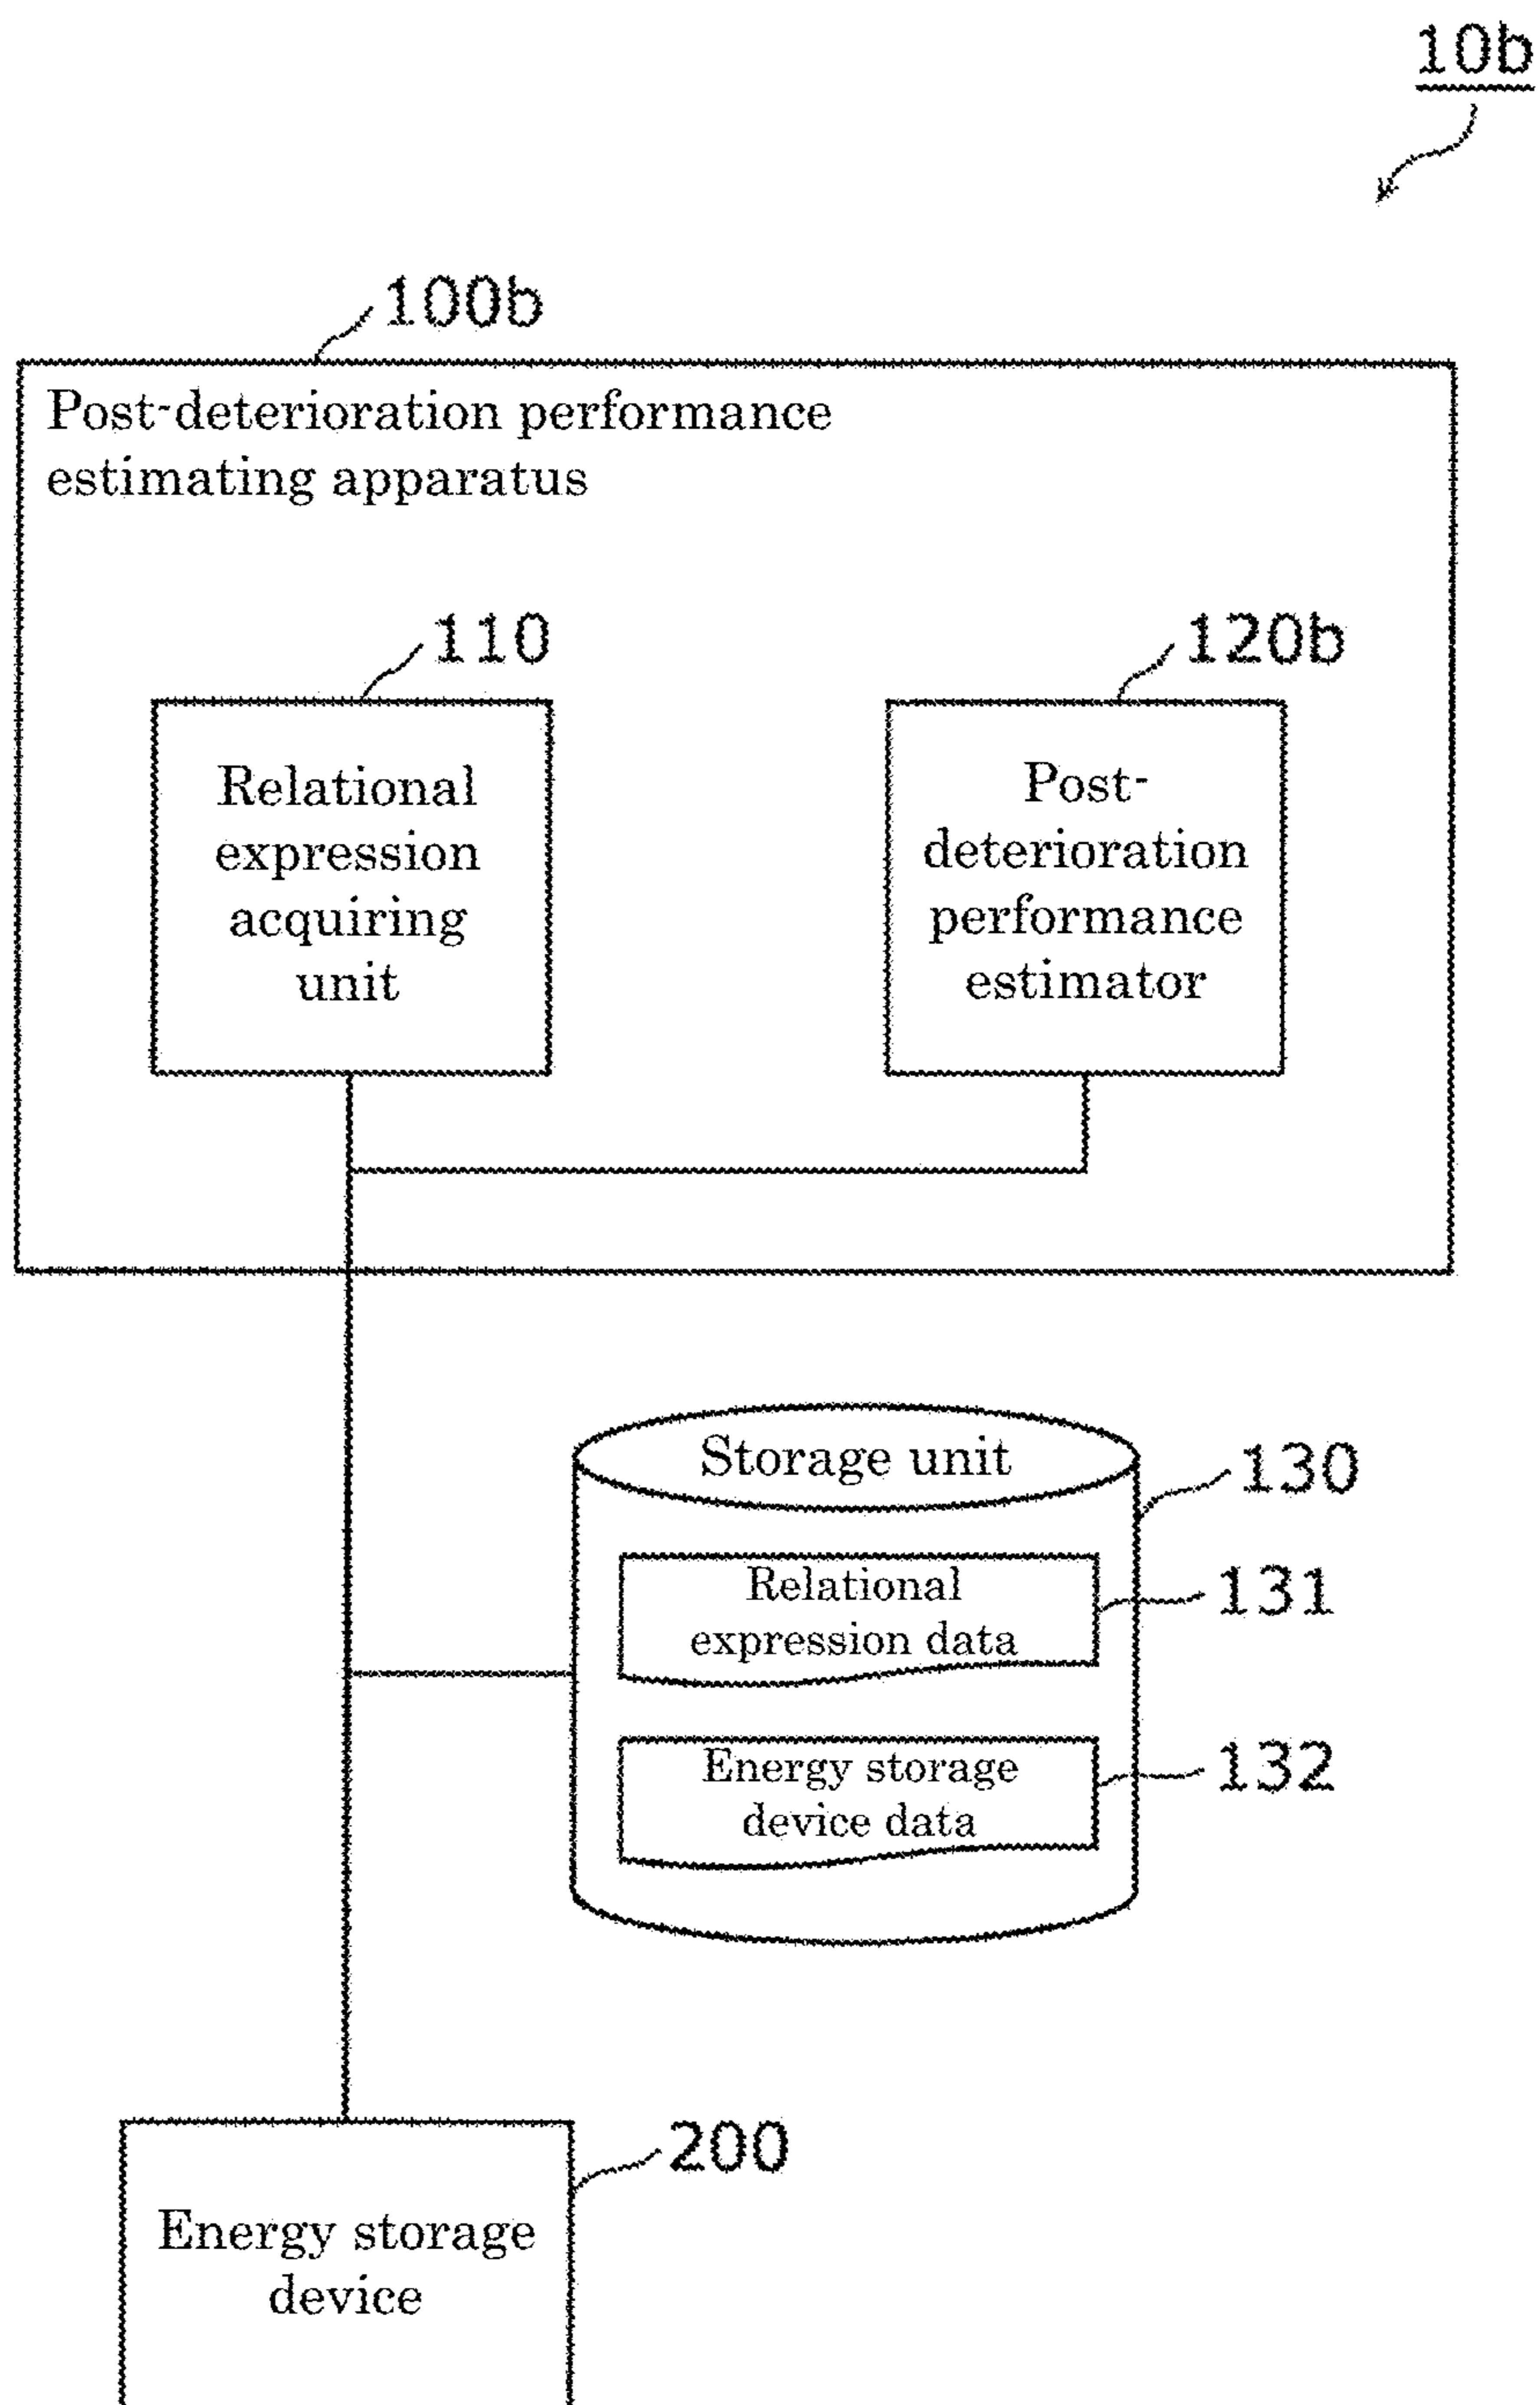 10b
100b
Post-deterioration performance
estimating apparatus
110
120b
Relational
expression
acquiring
unit
Post-
deterioration
performance
estimator
Storage unit
130
Relational
expression data
131
Energy storage
device data
132
200
Energy storage
device